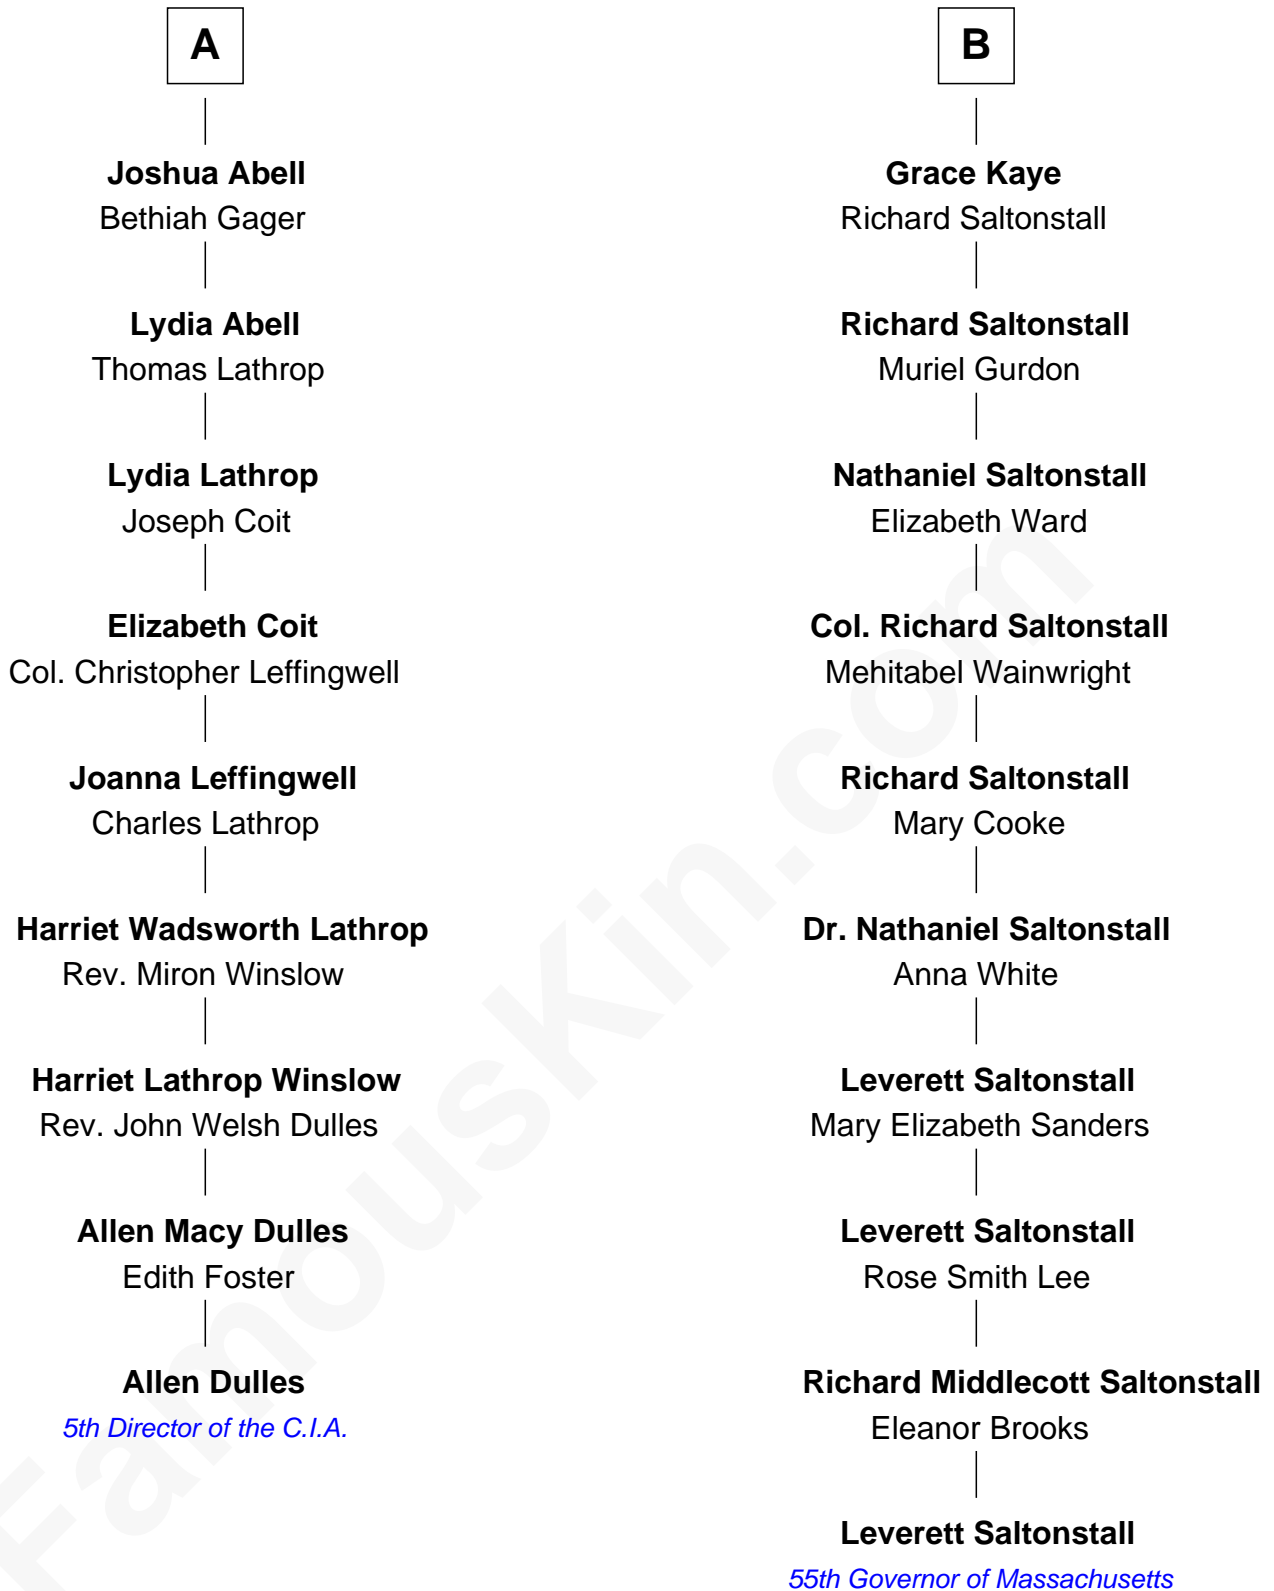 A
Joshua Abell
Bethiah Gager
Lydia Abell
Thomas Lathrop
Lydia Lathrop
Joseph Coit
Elizabeth Coit
Col. Christopher Leffingwell
Joanna Leffingwell
Charles Lathrop
Harriet Wadsworth Lathrop
Rev. Miron Winslow
Harriet Lathrop Winslow
Rev. John Welsh Dulles
Allen Macy Dulles
Edith Foster
Allen Dulles
5th Director of the C.I.A.
B
Grace Kaye
Richard Saltonstall
Richard Saltonstall
Muriel Gurdon
Nathaniel Saltonstall
Elizabeth Ward
Col. Richard Saltonstall
Mehitabel Wainwright
Richard Saltonstall
Mary Cooke
Dr. Nathaniel Saltonstall
Anna White
Leverett Saltonstall
Mary Elizabeth Sanders
Leverett Saltonstall
Rose Smith Lee
Richard Middlecott Saltonstall
Eleanor Brooks
Leverett Saltonstall
55th Governor of Massachusetts
FamousKin.com